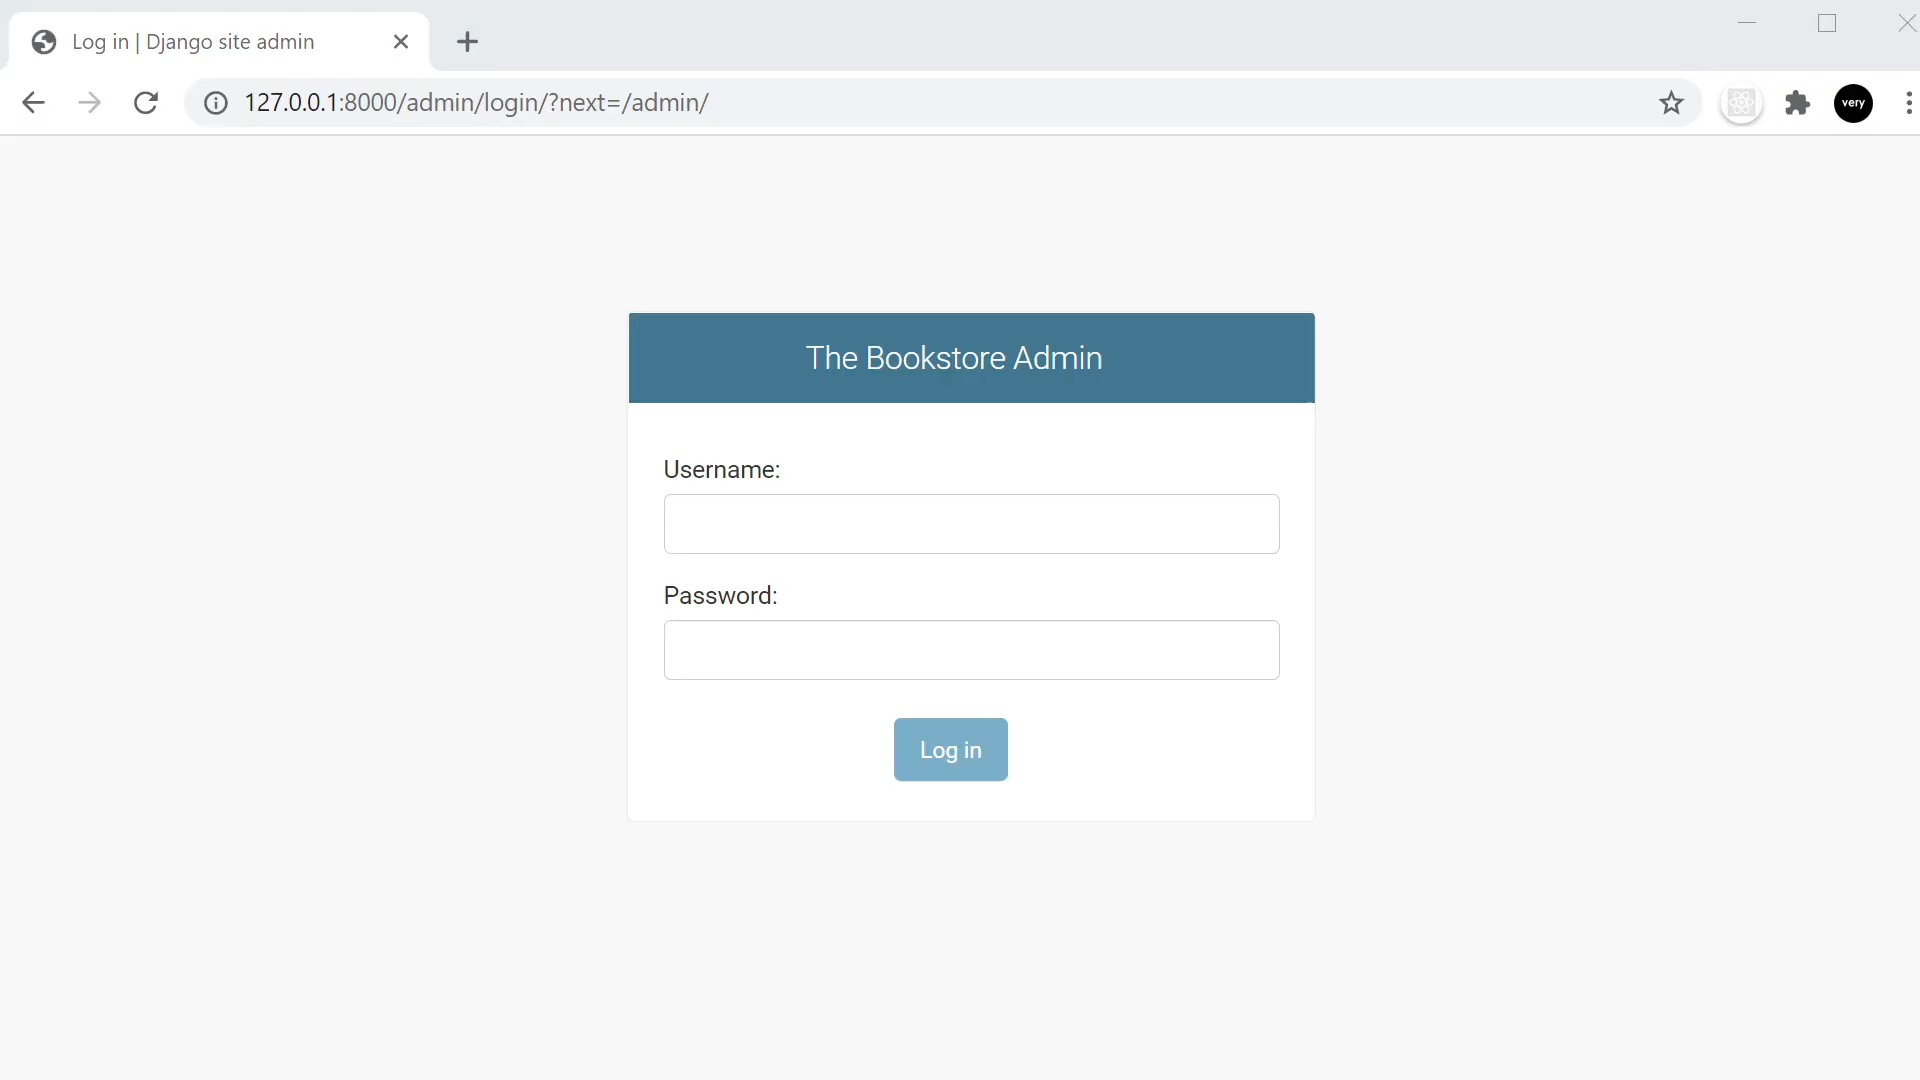 Log in | Django site admin
127.0.0.1:8000/admin/login/?next=/admin/
very
The Bookstore Admin
Username:
Password:
Log in